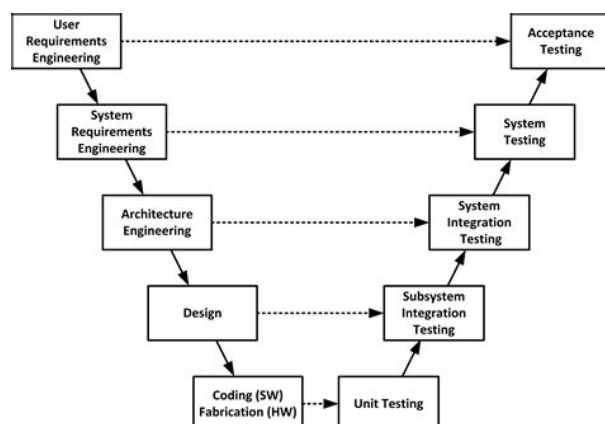 User
Requirements
Engineering
Acceptance
Testing
System
Requirements
Engineering
System
Testing
Architecture
Engineering
System
Integration
Testing
Design
Subsystem
Integration
Testing
Coding (SW)
Fabrication (HW)
Unit Testing